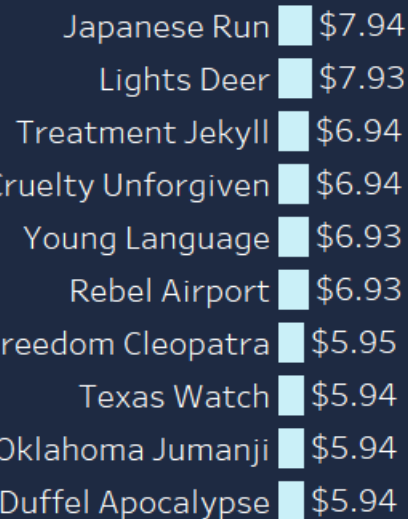 Japanese Run $7.94
Lights Deer $7.93
Treatment Jekyll $6.94
Cruelty Unforgiven $6.94
Young Language $6.93
Rebel Airport $6.93
reedom Cleopatra $5.95
Texas Watch $5.94
Oklahoma Jumanji $5.94
Duffel Apocalypse $5.94